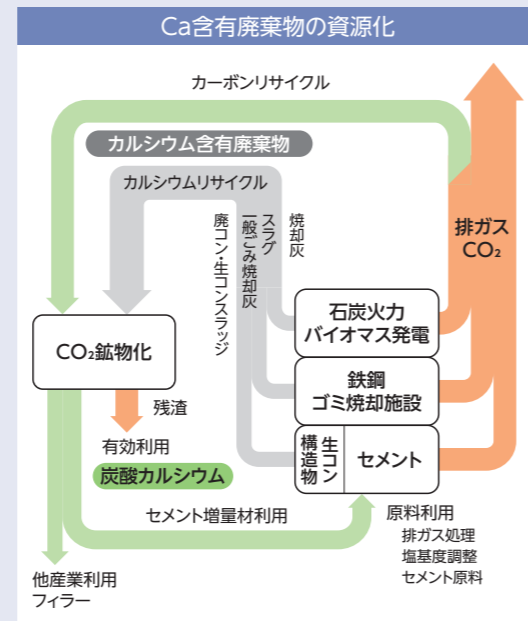 Ca含有廃棄物の資源化
カーボンリサイクル
カルシウム含有廃棄物
カルシウムリサイクル
焼却灰
スラグ
一般ごみ焼却灰
廃コン・生コンスラッジ
排ガス
CO₂
石炭火力
バイオマス発電
CO₂鉱物化
鉄鋼
ゴミ焼却施設
残渣
生コン
構造物
セメント
有効利用
炭酸カルシウム
セメント増量材利用
原料利用
排ガス処理
塩基度調整
セメント原料
他産業利用
フィラー